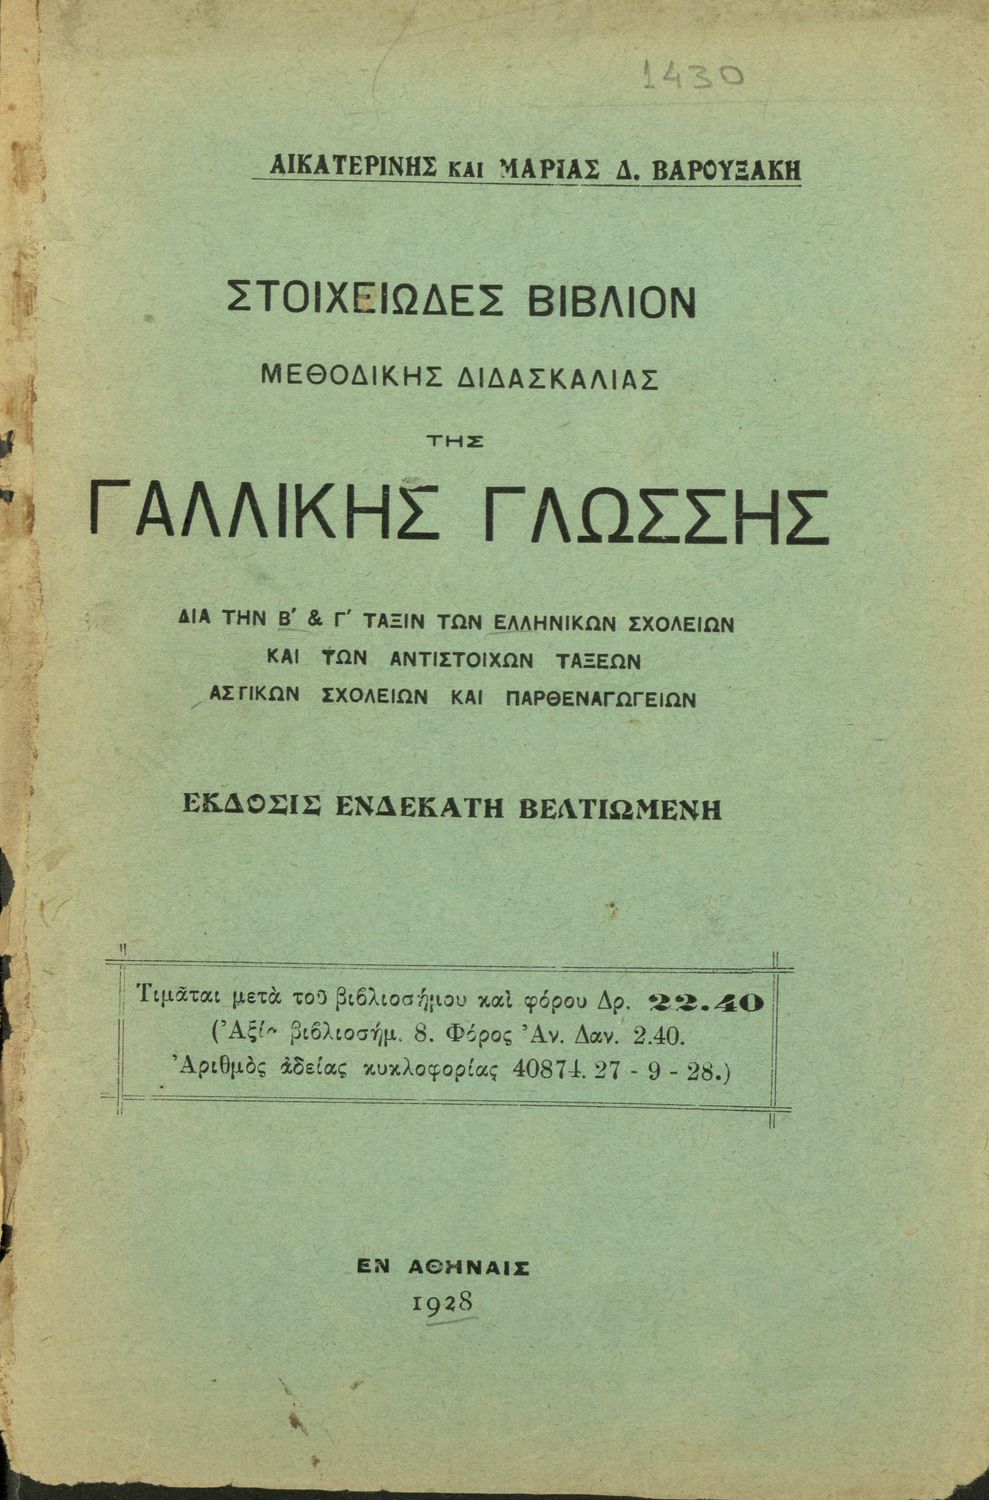 1430
ΑΙΚΑΤΕΡΙΝΗΣ ΚΑΙ ΜΑΡΙΑΣ Δ. ΒΑΡΟΥΞΑΚΗ
ΣΤΟΙΧΕΙΩΔΕΣ ΒΙΒΛΙΟΝ
ΜΕΘΟΔΙΚΗΣ ΔΙΔΑΣΚΑΛΙΑΣ
ΤΗΣ
ΓΑΛΛΙΚΗΣ ΓΛΩΣΣΗΣ
ΔΙΑ ΤΗΝ Β′ & Γ′ ΤΑΞΙΝ ΤΩΝ ΕΛΛΗΝΙΚΩΝ ΣΧΟΛΕΙΩΝ
ΚΑΙ ΤΩΝ ΑΝΤΙΣΤΟΙΧΩΝ ΤΑΞΕΩΝ
ΑΣΤΙΚΩΝ ΣΧΟΛΕΙΩΝ ΚΑΙ ΠΑΡΘΕΝΑΓΩΓΕΙΩΝ
ΕΚΔΟΣΙΣ ΕΝΔΕΚΑΤΗ ΒΕΛΤΙΩΜΕΝΗ
Τιμᾶται μετὰ τοῦ βιβλιοσήμου καὶ φόρου Δρ. 22.40
(Ἀξία βιβλιοσήμ. 8. Φόρος Ἀν. Δαν. 2.40.
Ἀριθμὸς ἀδείας κυκλοφορίας 40874. 27 - 9 - 28.)
ΕΝ ΑΘΗΝΑΙΣ
1928